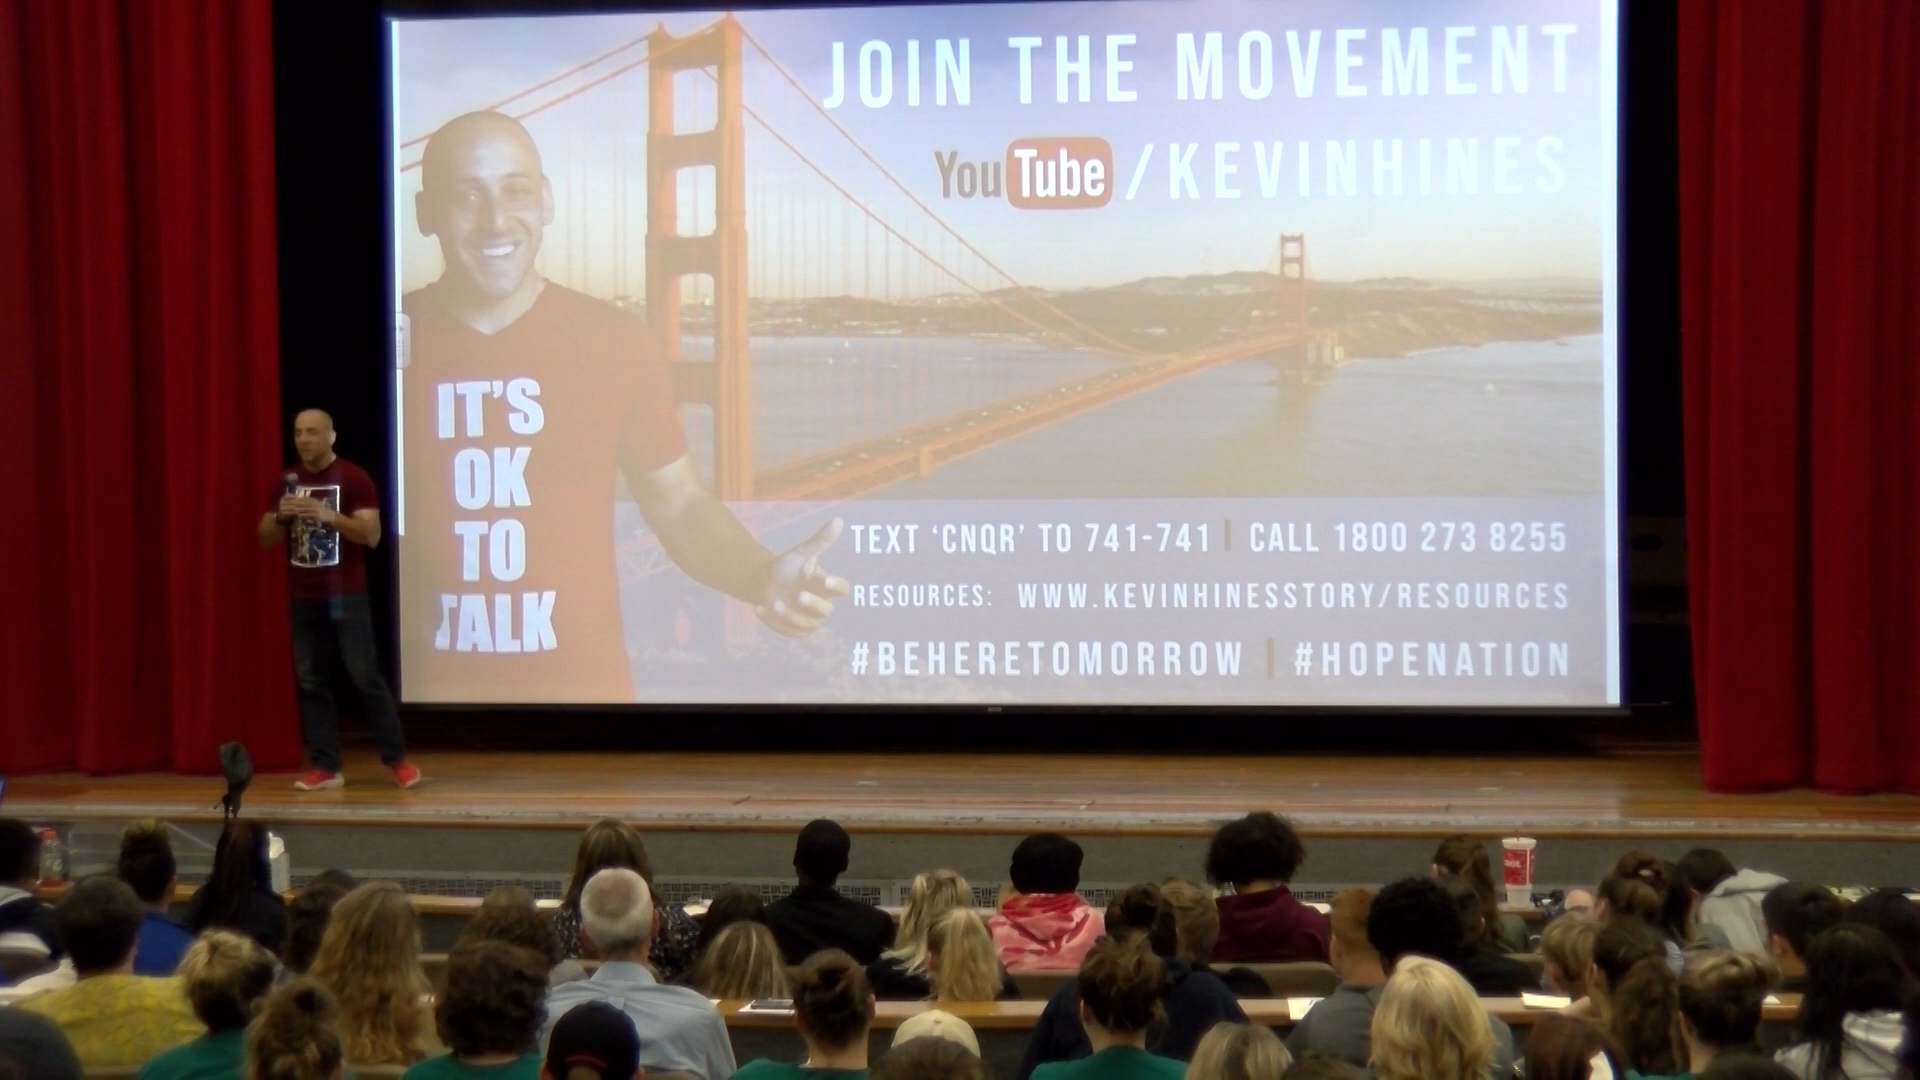 JOIN THE MOVEMENT
YouTube/KEVINHINES
IT'S
OK
TO
TALK
TEXT ‘CNQR’ TO 741-741 | CALL 1800 273 8255
RESOURCES: WWW.KEVINHINESSTORY/RESOURCES
#BEHERETOMORROW | #HOPENATION